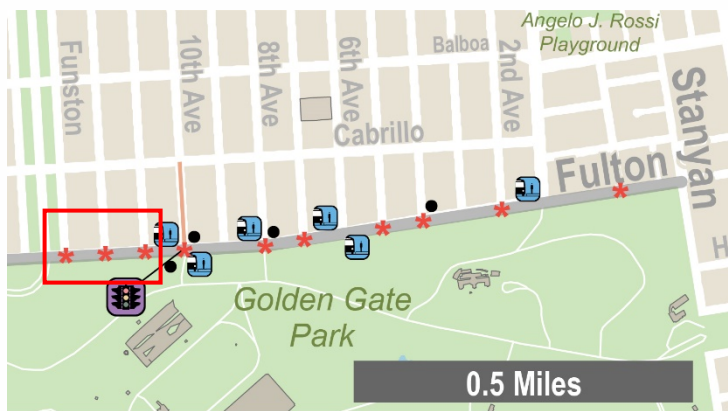 Angelo J. Rossi
Playground
Funston
10th Ave
8th Ave
6th Ave
Balboa
2nd Ave
Stanyan
Cabrillo
Fulton
H
Golden Gate
Park
0.5 Miles